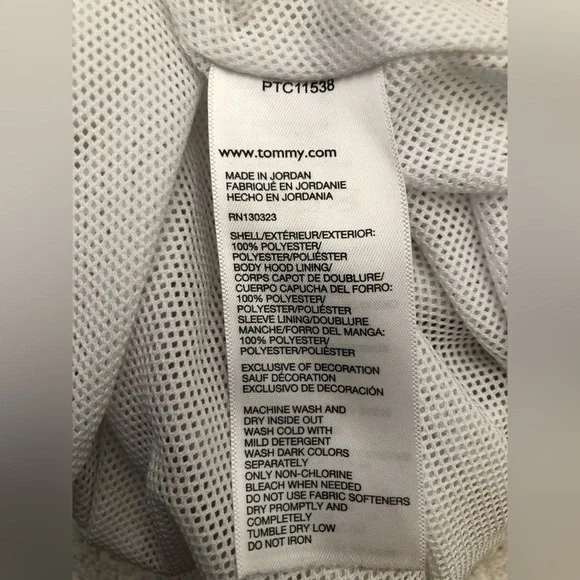 PTC11538
www.tommy.com
MADE IN JORDAN
FABRIQUÉ EN JORDANIE
HECHO EN JORDANIA
RN130323
SHELL/EXTÉRIEUR/EXTERIOR:
100% POLYESTER/
POLYESTER/POLIÉSTER
BODY HOOD LINING/
CORPS CAPOT DE DOUBLURE/
CUERPO CAPUCHA DEL FORRO:
100% POLYESTER/
POLYESTER/POLIÉSTER
SLEEVE LINING/DOUBLURE
MANCHE/FORRO DEL MANGA:
100% POLYESTER/
POLYESTER/POLIÉSTER
EXCLUSIVE OF DECORATION
SAUF DÉCORATION
EXCLUSIVO DE DECORACIÓN
MACHINE WASH AND
DRY INSIDE OUT
WASH COLD WITH
MILD DETERGENT
WASH DARK COLORS
SEPARATELY
ONLY NON-CHLORINE
BLEACH WHEN NEEDED
DO NOT USE FABRIC SOFTENERS
DRY PROMPTLY AND
COMPLETELY
TUMBLE DRY LOW
DO NOT IRON